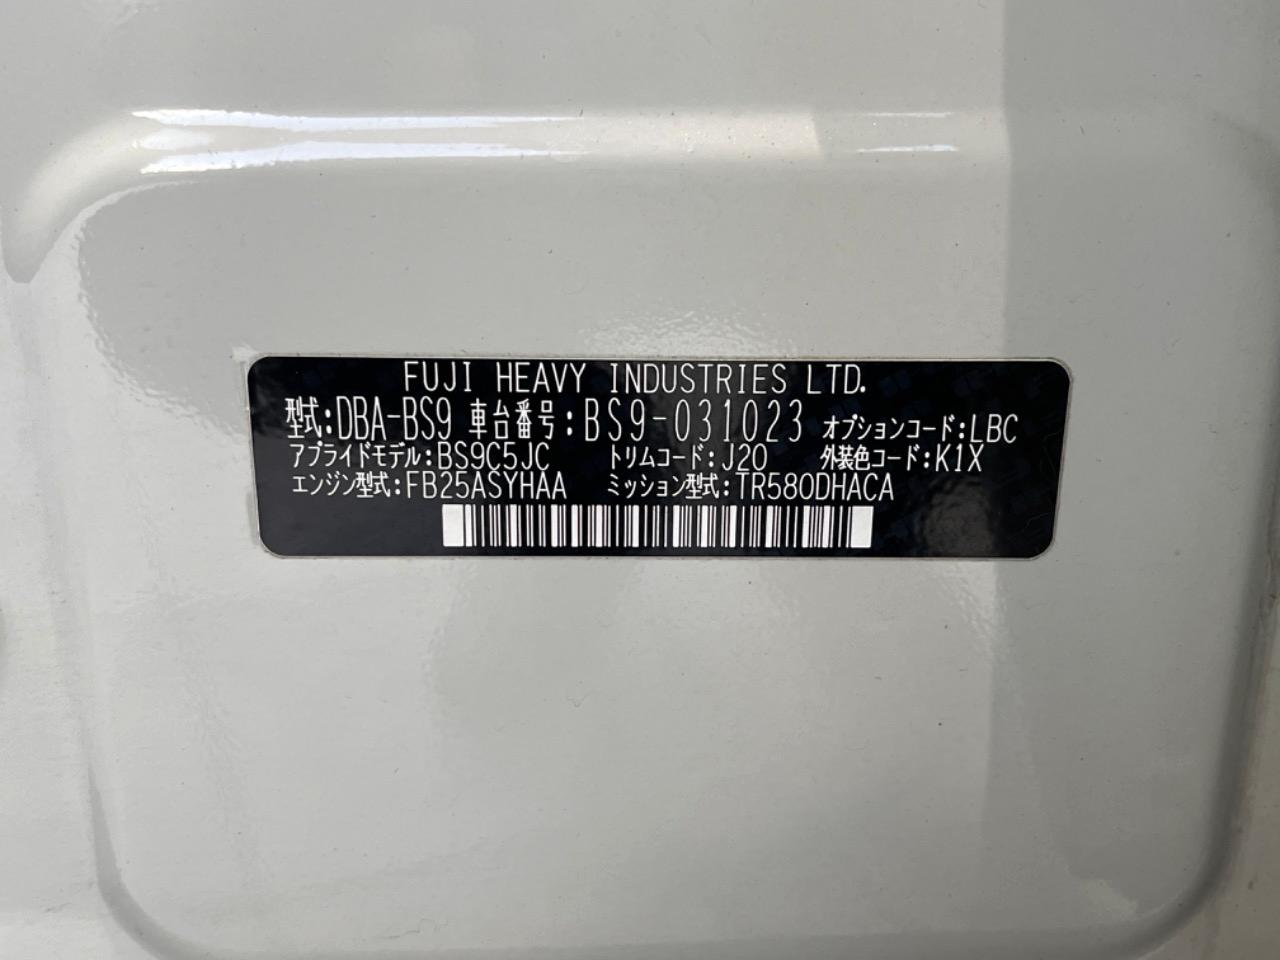 FUJI HEAVY INDUSTRIES LTD.
型式:DBA-BS9 車台番号:BS9-031023 オプションコード:LBC
アプライドモデル:BS9C5JC トリムコード:J20 外装色コード:K1X
エンジン型式:FB25ASYHAA ミッション型式:TR580DHACA